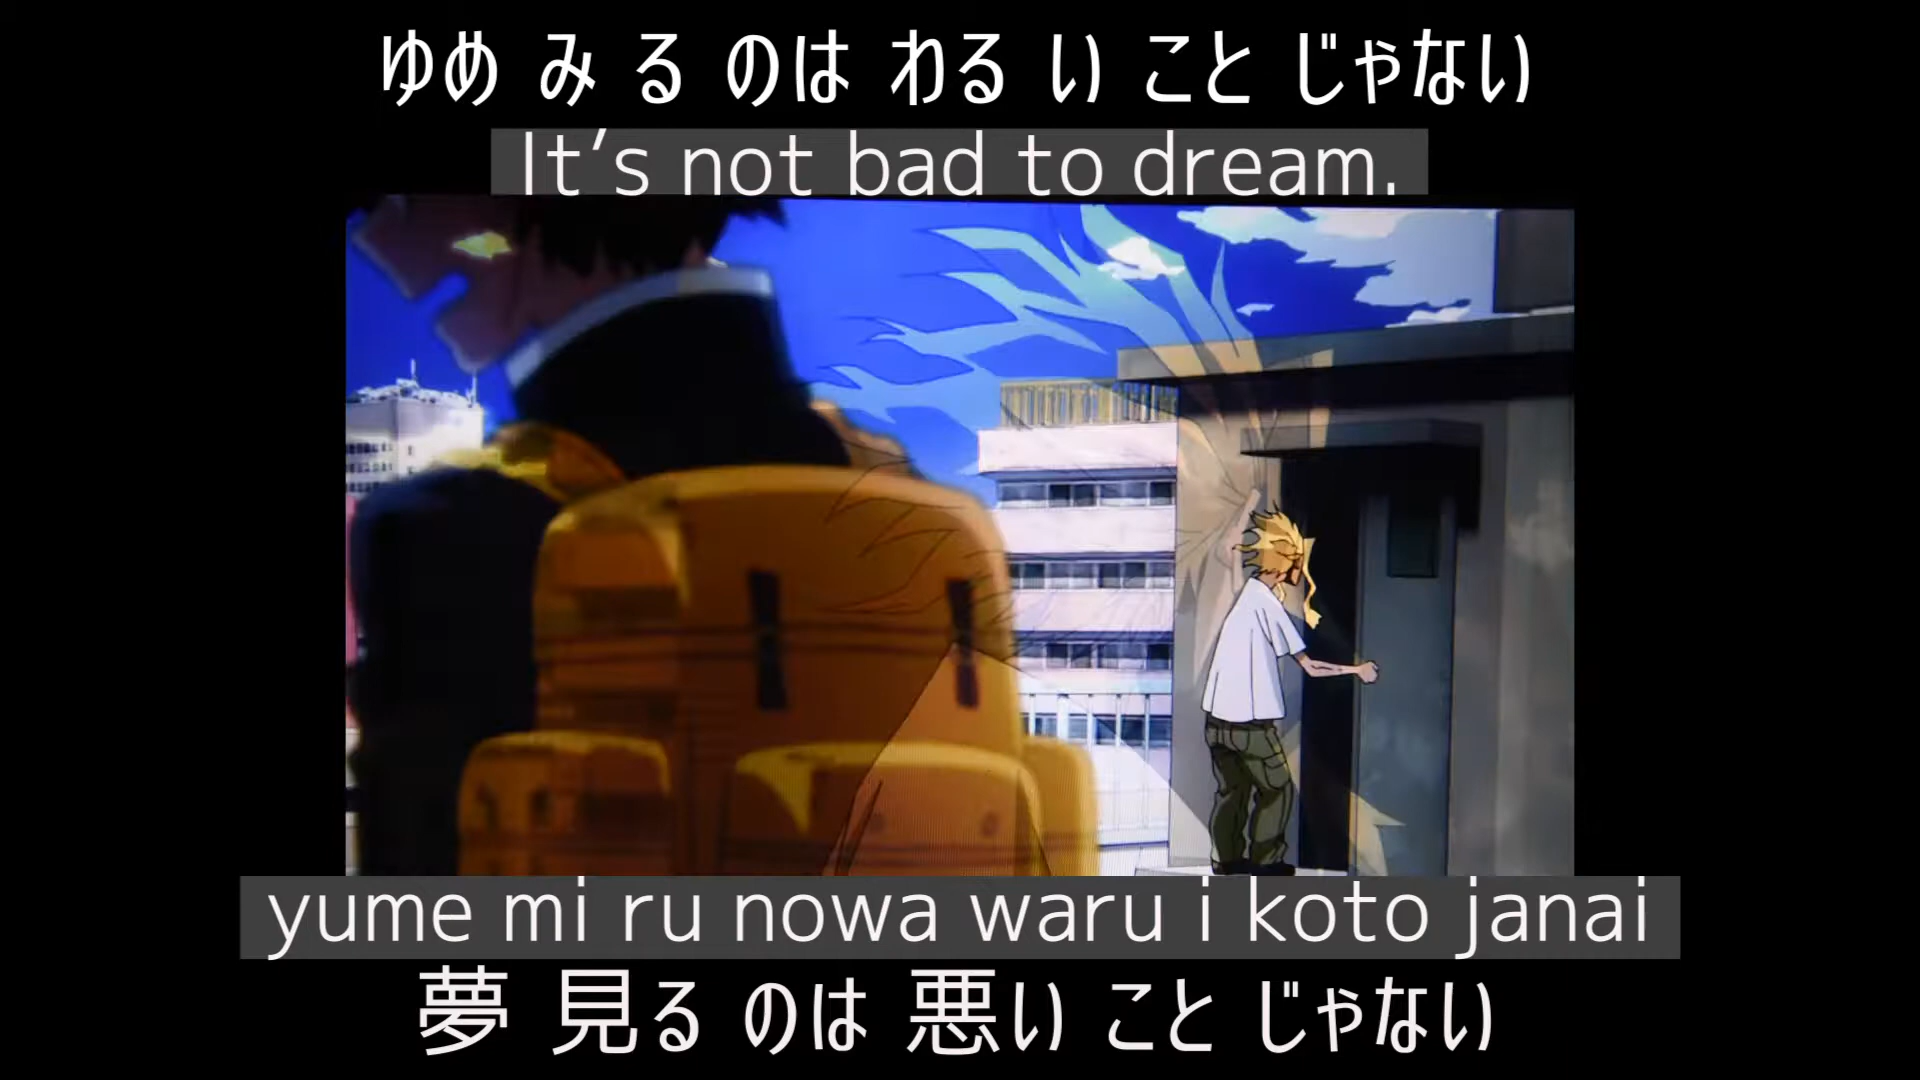 ゆめ み る のは わる い こと じゃない
It’s not bad to dream.
yume mi ru nowa waru i koto janai
夢 見る のは 悪い こと じゃない